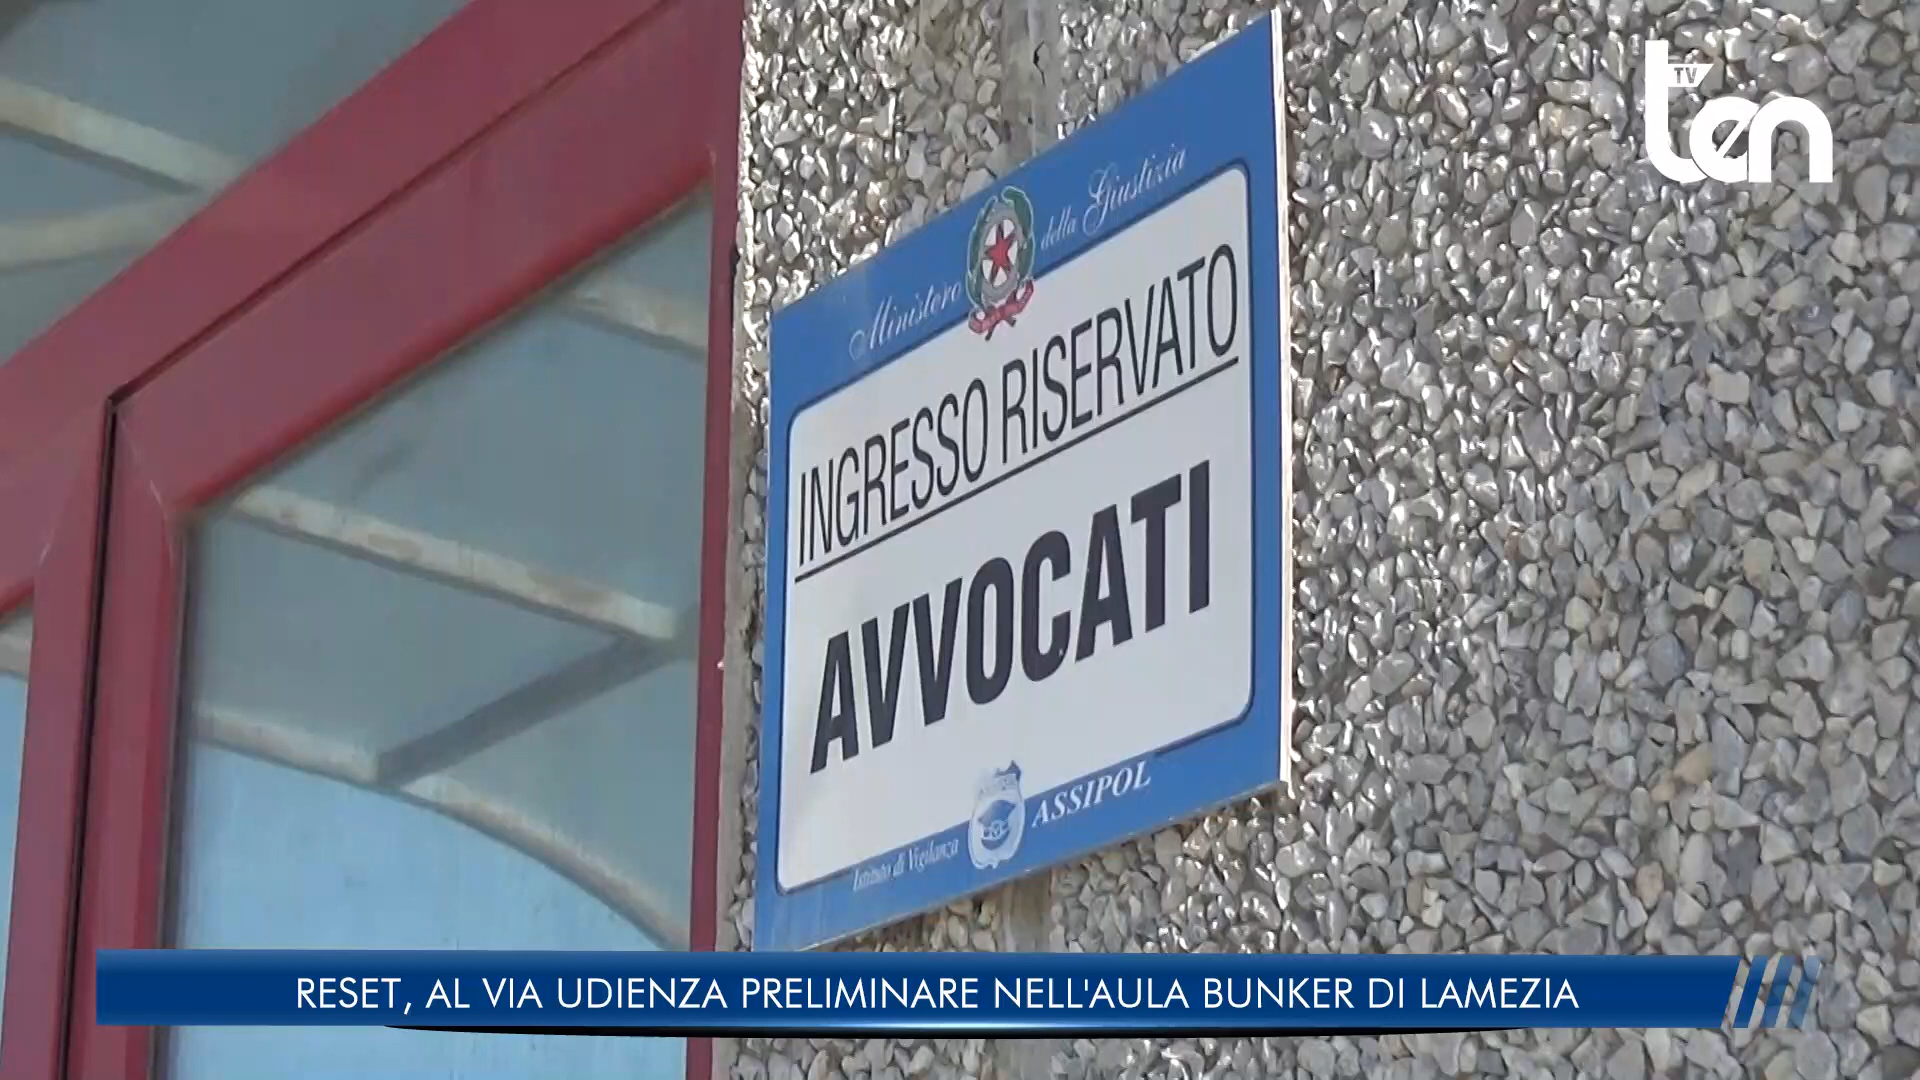 TV
ten
Ministero della Giustizia
INGRESSO RISERVATO
AVVOCATI
Istituto di Vigilanza ASSIPOL
RESET, AL VIA UDIENZA PRELIMINARE NELL'AULA BUNKER DI LAMEZIA